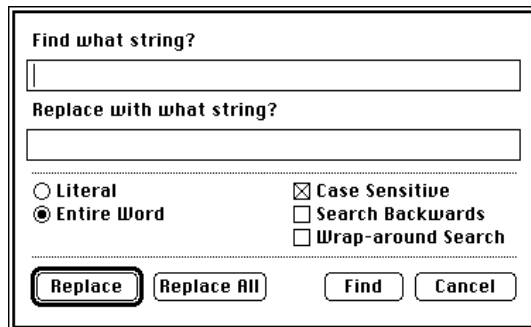 Find what string?
Replace with what string?
Literal
Case Sensitive
Entire Word
Search Backwards
Wrap-around Search
Replace
Replace All
Find
Cancel